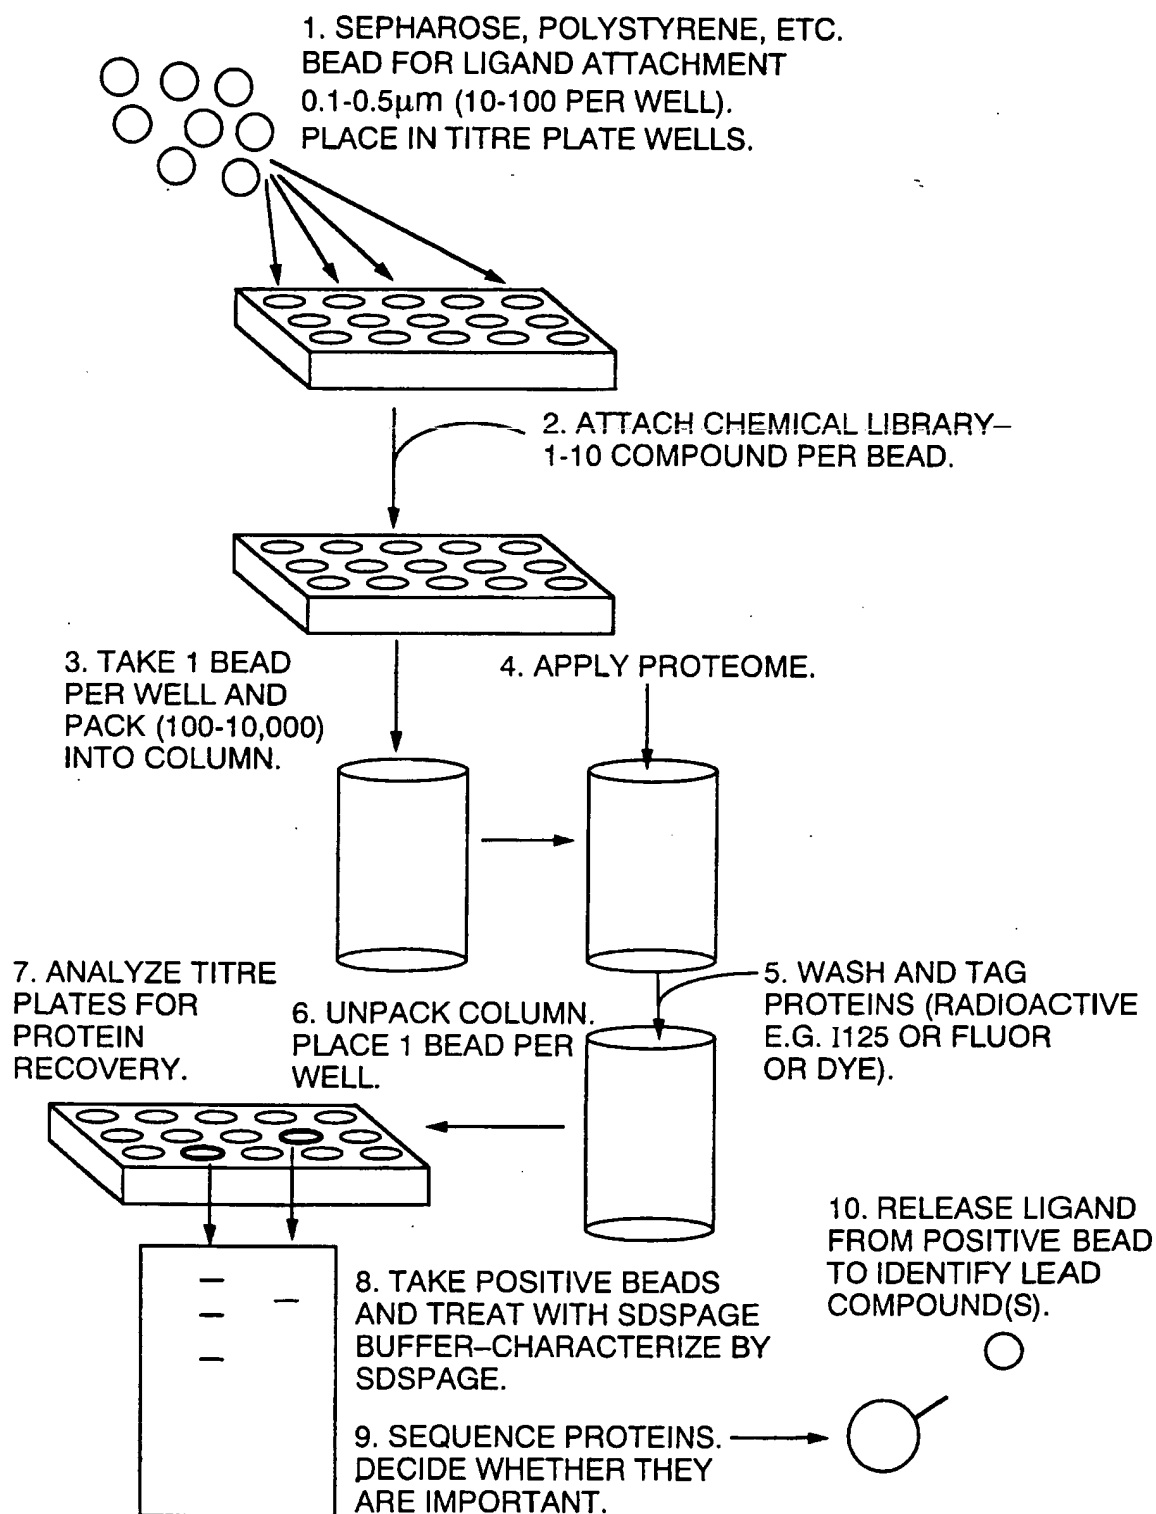 1. SEPHAROSE, POLYSTYRENE, ETC.
BEAD FOR LIGAND ATTACHMENT
0.1-0.5µm (10-100 PER WELL).
PLACE IN TITRE PLATE WELLS.
2. ATTACH CHEMICAL LIBRARY–
1-10 COMPOUND PER BEAD.
3. TAKE 1 BEAD
PER WELL AND
PACK (100-10,000)
INTO COLUMN.
4. APPLY PROTEOME.
5. WASH AND TAG
PROTEINS (RADIOACTIVE
E.G. I125 OR FLUOR
OR DYE).
6. UNPACK COLUMN.
PLACE 1 BEAD PER
WELL.
7. ANALYZE TITRE
PLATES FOR
PROTEIN
RECOVERY.
8. TAKE POSITIVE BEADS
AND TREAT WITH SDSPAGE
BUFFER–CHARACTERIZE BY
SDSPAGE.
9. SEQUENCE PROTEINS.
DECIDE WHETHER THEY
ARE IMPORTANT.
10. RELEASE LIGAND
FROM POSITIVE BEAD
TO IDENTIFY LEAD
COMPOUND(S).